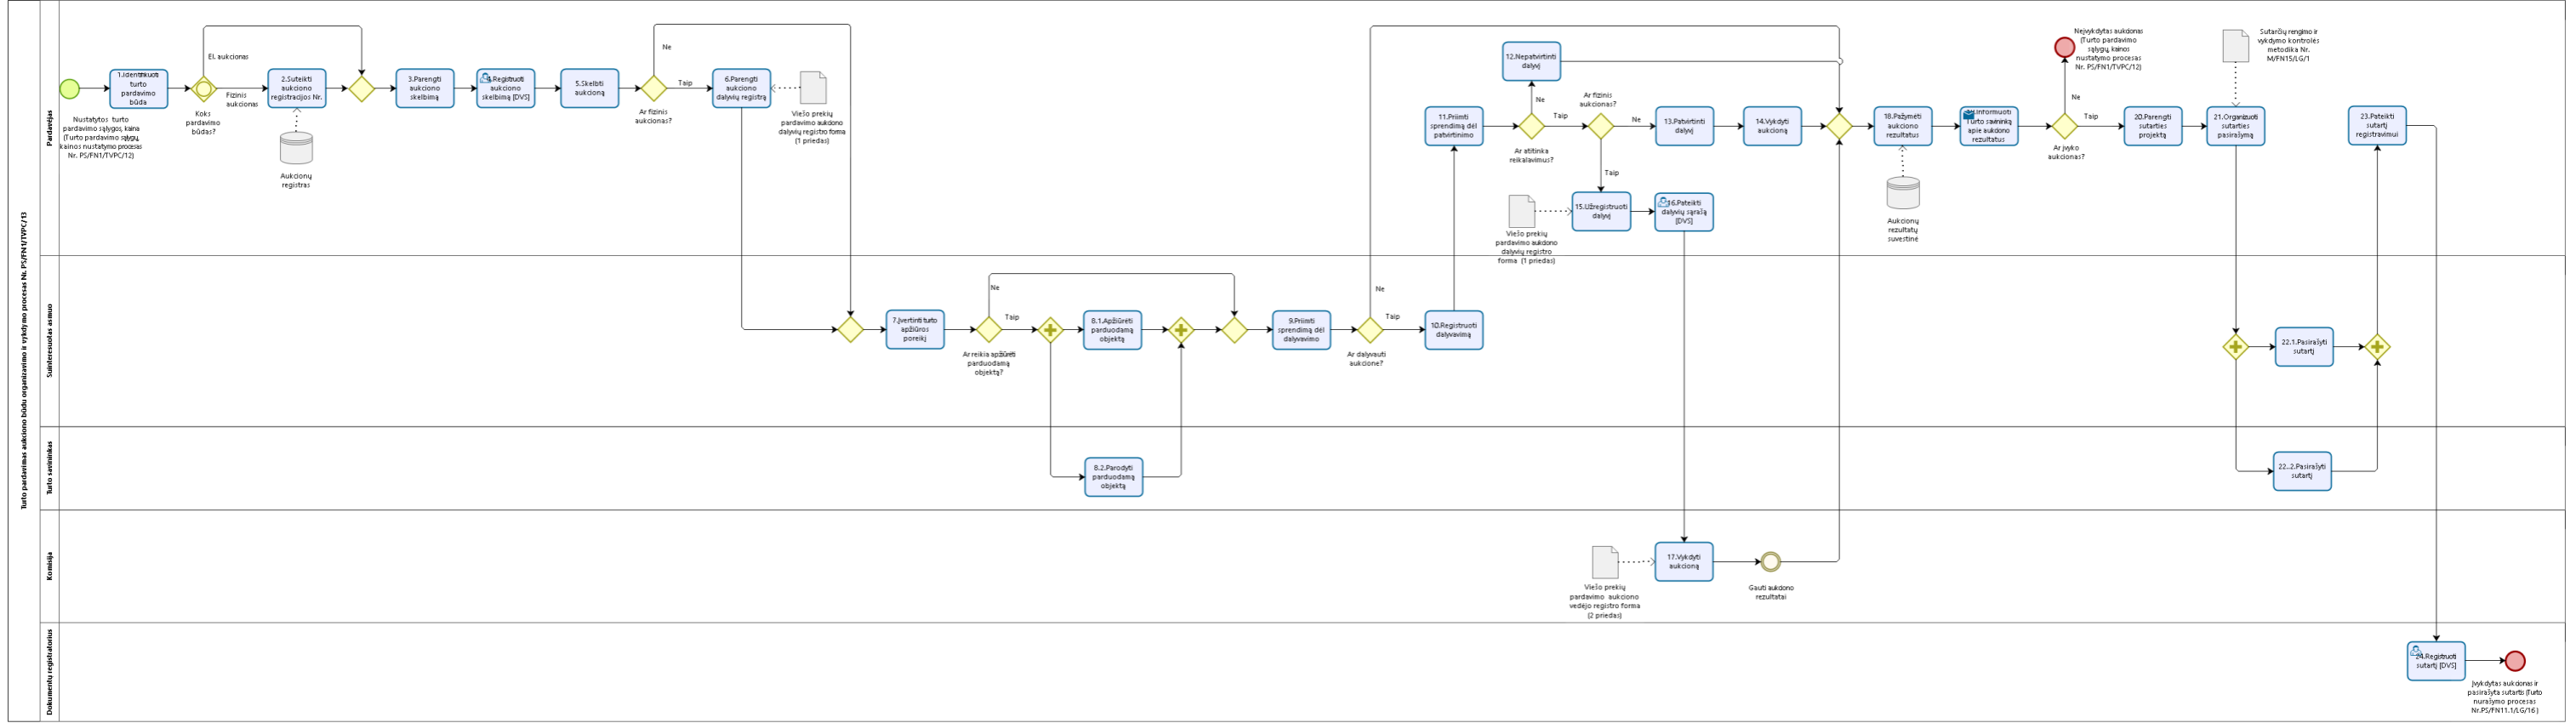 Turto pardavimas aukciono būdu organizavimo ir vykdymo procesas Nr. PS/FN1/TVPC/13
Pardavėjas
Nustatytos turto
pardavimo sąlygos, kaina
(Turto pardavimo sąlygų,
kainos nustatymo procesas
Nr. PS/FN1/TVPC/12)
1.Identifikuoti
turto
pardavimo
būda
El. aukcionas
Koks
pardavimo
būdas?
Fizinis
aukcionas
2.Suteikti
aukciono
registracijos Nr.
Aukcionų
registras
3.Parengti
aukciono
skelbimą
4.Registruoti
aukciono
skelbimą [DVS]
5.Skelbti
aukcioną
Ne
Ar fizinis
aukcionas?
Taip
6.Parengti
aukciono
dalyvių registrą
Viešo prekių
pardavimo aukciono
dalyvių registro forma
(1 priedas)
11.Priimti
sprendimą dėl
patvirtinimo
12.Nepatvirtinti
dalyvį
Ne
Taip
Ar atitinka
reikalavimus?
Ar fizinis
aukcionas?
Ne
Taip
13.Patvirtinti
dalyvį
14.Vykdyti
aukcioną
Viešo prekių
pardavimo aukciono
dalyvių registro
forma (1 priedas)
15.Užregistruoti
dalyvį
16.Pateikti
dalyvių sąrašą
[DVS]
18.Pažymėti
aukciono
rezultatus
Aukcionų
rezultatų
suvestinė
19.Informuoti
Turto savininką
apie aukciono
rezultatus
Neįvykdytas aukcionas
(Turto pardavimo
sąlygų, kainos
nustatymo procesas
Nr. PS/FN1/TVPC/12)
Ne
Taip
Ar įvyko
aukcionas?
20.Parengti
sutarties
projektą
Sutarčių rengimo ir
vykdymo kontrolės
metodika Nr.
M/FN15/LG/1
21.Organizuoti
sutarties
pasirašymą
23.Pateikti
sutartį
registravimui
Suinteresuotas asmuo
7.Įvertinti turto
apžiūros
poreikį
Ne
Taip
Ar reikia apžiūrėti
parduodamą
objektą?
8.1.Apžiūrėti
parduodamą
objektą
9.Priimti
sprendimą dėl
dalyvavimo
Ne
Taip
Ar dalyvauti
aukcione?
10.Registruoti
dalyvavimą
22.1.Pasirašyti
sutartį
Turto savininkas
8.2.Parodyti
parduodamą
objektą
22..2.Pasirašyti
sutartį
Komisija
Viešo prekių
pardavimo aukciono
vedėjo registro forma
(2 priedas)
17.Vykdyti
aukcioną
Gauti aukciono
rezultatai
Dokumentų registratorius
24.Registruoti
sutartį [DVS]
Įvykdytas aukcionas ir
pasirašyta sutartis (Turto
nurašymo procesas
Nr.PS/FN11.1/LG/16 )